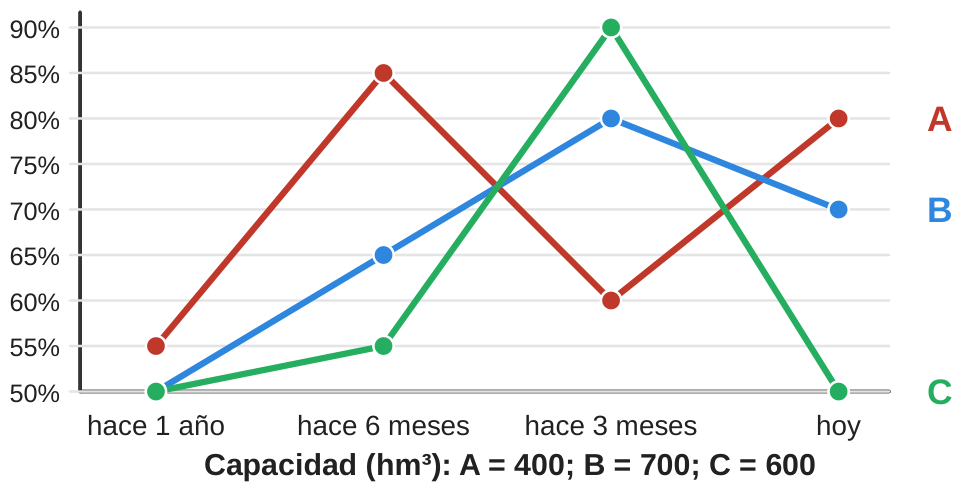 90%
85%
80%
75%
70%
65%
60%
55%
50%
A
B
C
hace 1 año
hace 6 meses
hace 3 meses
hoy
Capacidad (hm³): A = 400; B = 700; C = 600